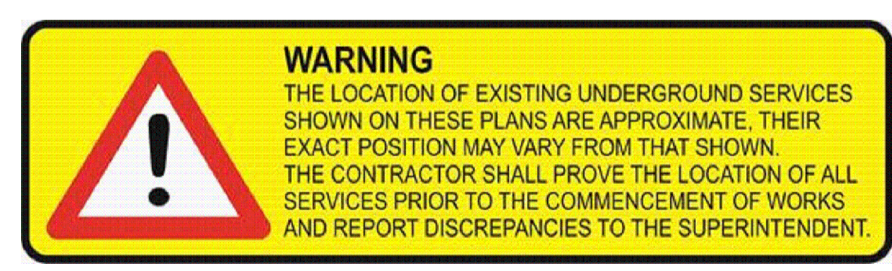 WARNING
THE LOCATION OF EXISTING UNDERGROUND SERVICES
SHOWN ON THESE PLANS ARE APPROXIMATE, THEIR
EXACT POSITION MAY VARY FROM THAT SHOWN.
THE CONTRACTOR SHALL PROVE THE LOCATION OF ALL
SERVICES PRIOR TO THE COMMENCEMENT OF WORKS
AND REPORT DISCREPANCIES TO THE SUPERINTENDENT.